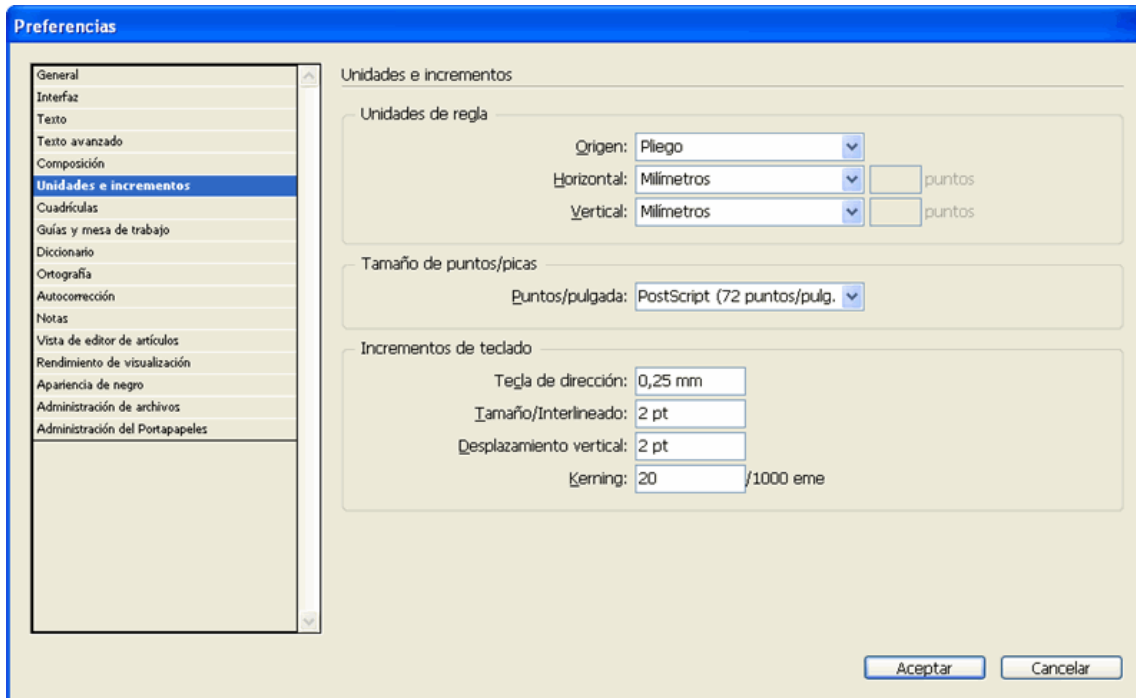 Preferencias
General
Interfaz
Texto
Texto avanzado
Composición
Unidades e incrementos
Cuadrículas
Guías y mesa de trabajo
Diccionario
Ortografía
Autocorrección
Notas
Vista de editor de artículos
Rendimiento de visualización
Apariencia de negro
Administración de archivos
Administración del Portapapeles
Unidades e incrementos
Unidades de regla
Origen: Pliego
Horizontal: Milímetros puntos
Vertical: Milímetros puntos
Tamaño de puntos/picas
Puntos/pulgada: PostScript (72 puntos/pulg.
Incrementos de teclado
Tecla de dirección: 0,25 mm
Tamaño/Interlineado: 2 pt
Desplazamiento vertical: 2 pt
Kerning: 20 /1000 eme
Aceptar Cancelar